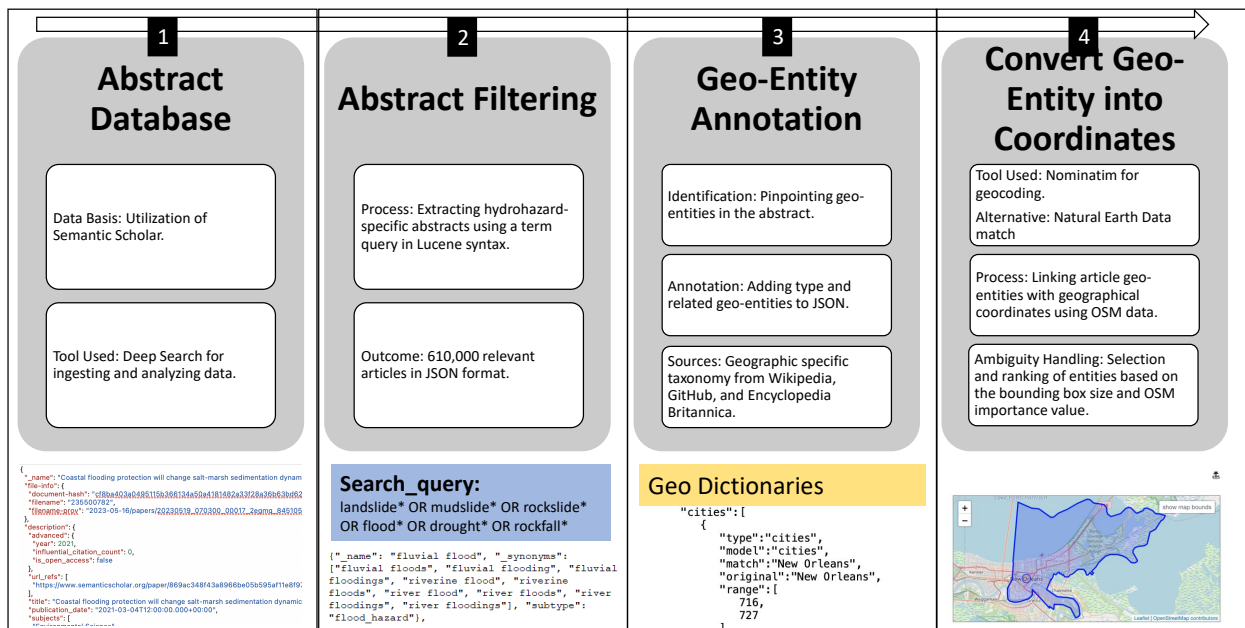 1
Abstract
Database
Data Basis: Utilization of
Semantic Scholar.
Tool Used: Deep Search for
ingesting and analyzing data.
{
"_name": "Coastal flooding protection will change salt-marsh sedimentation dynam
"file-info": {
"filename": "235500782",
},
"description": {
"advanced": {
"year": 2021,
"influential_citation_count": 0,
"is_open_access": false
},
"url_refs": [
],
"title": "Coastal flooding protection will change salt-marsh sedimentation dynamic
"publication_date": "2021-03-04T12:00:00.000+00:00",
"subjects": [
2
Abstract Filtering
Process: Extracting hydrohazard-
specific abstracts using a term
query in Lucene syntax.
Outcome: 610,000 relevant
articles in JSON format.
Search_query:
landslide* OR mudslide* OR rockslide*
OR flood* OR drought* OR rockfall*
{"_name": "fluvial flood", "_synonyms":
["fluvial floods", "fluvial flooding", "fluvial
floodings", "riverine flood", "riverine
floods", "river flood", "river floods", "river
floodings", "river floodings"], "subtype":
"flood_hazard"},
3
Geo-Entity
Annotation
Identification: Pinpointing geo-
entities in the abstract.
Annotation: Adding type and
related geo-entities to JSON.
Sources: Geographic specific
taxonomy from Wikipedia,
GitHub, and Encyclopedia
Britannica.
Geo Dictionaries
"cities":[
{
"type":"cities",
"model":"cities",
"match":"New Orleans",
"original":"New Orleans",
"range":[
716,
727
]
4
Convert Geo-
Entity into
Coordinates
Tool Used: Nominatim for
geocoding.
Alternative: Natural Earth Data
match
Process: Linking article geo-
entities with geographical
coordinates using OSM data.
Ambiguity Handling: Selection
and ranking of entities based on
the bounding box size and OSM
importance value.
+
−
show map bounds
New Orleans
Leaflet | OpenStreetMap contributors